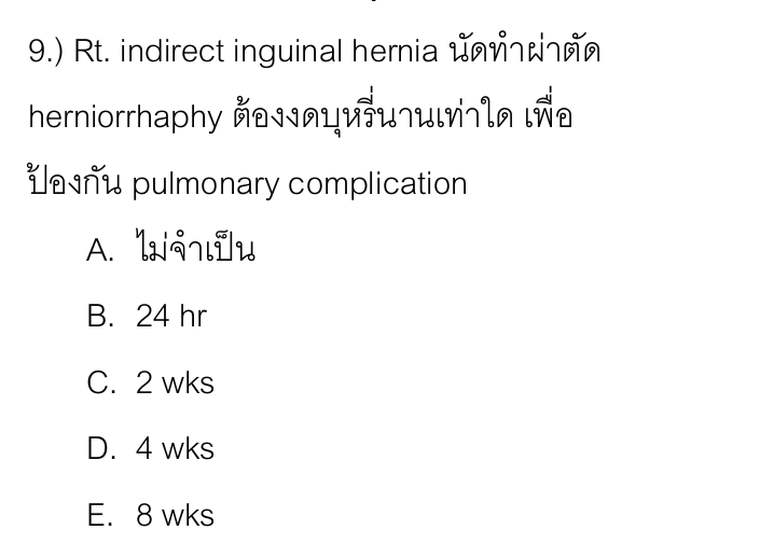 9.) Rt. indirect inguinal hernia นัดทำผ่าตัด
herniorrhaphy ต้องงดบุหรี่นานเท่าใด เพื่อ
ป้องกัน pulmonary complication
A. ไม่จำเป็น
B. 24 hr
C. 2 wks
D. 4 wks
E. 8 wks